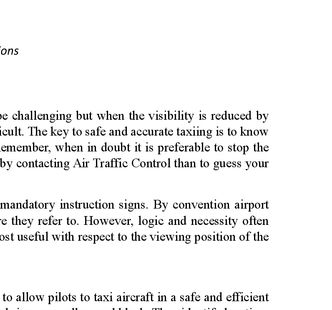 ions
be challenging but when the visibility is reduced by
icult. The key to safe and accurate taxiing is to know
emember, when in doubt it is preferable to stop the
by contacting Air Traffic Control than to guess your
mandatory instruction signs. By convention airport
re they refer to. However, logic and necessity often
ost useful with respect to the viewing position of the
to allow pilots to taxi aircraft in a safe and efficient